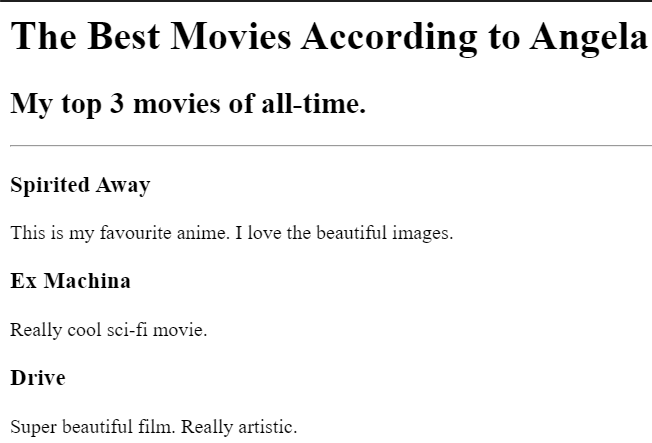 The Best Movies According to Angela
My top 3 movies of all-time.
Spirited Away
This is my favourite anime. I love the beautiful images.
Ex Machina
Really cool sci-fi movie.
Drive
Super beautiful film. Really artistic.